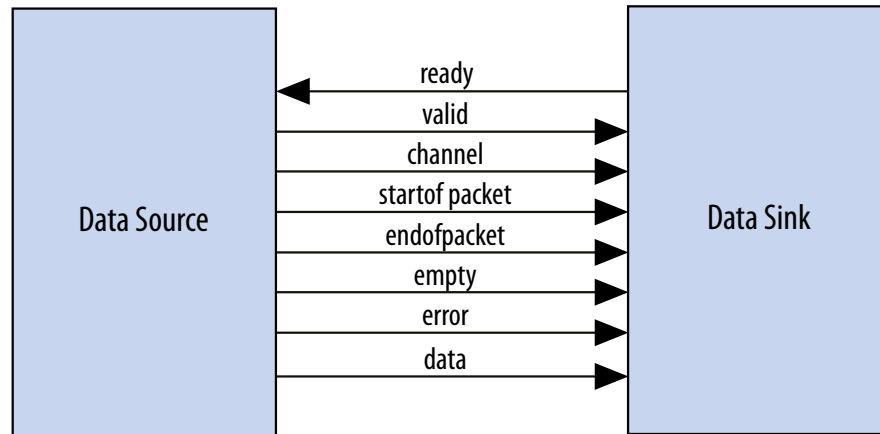 ready
valid
channel
startof packet
endofpacket
empty
error
data
Data Source
Data Sink